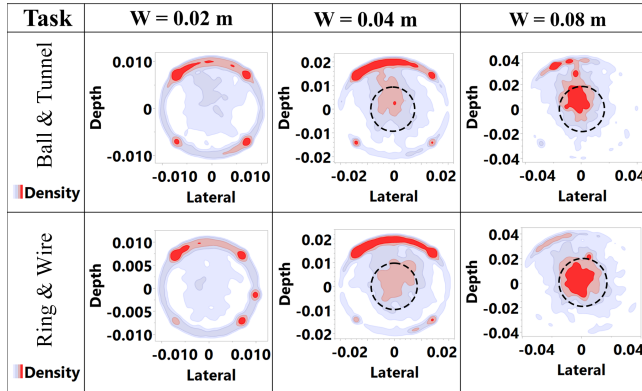 Task W = 0.02 m W = 0.04 m W = 0.08 m
Ball & Tunnel
Density
Depth
0.010
0
-0.010
-0.010 0 0.010
Lateral
Depth
0.02
0.01
0
-0.01
-0.02
-0.02 0 0.02
Lateral
Depth
0.04
0.02
0
-0.02
-0.04
-0.04 0 0.04
Lateral
Ring & Wire
Density
Depth
0.010
0.005
0
-0.005
-0.010
-0.010 0 0.010
Lateral
Depth
0.02
0.01
0
-0.01
-0.02
-0.02 0 0.02
Lateral
Depth
0.04
0.02
0
-0.02
-0.04
-0.04 0 0.04
Lateral